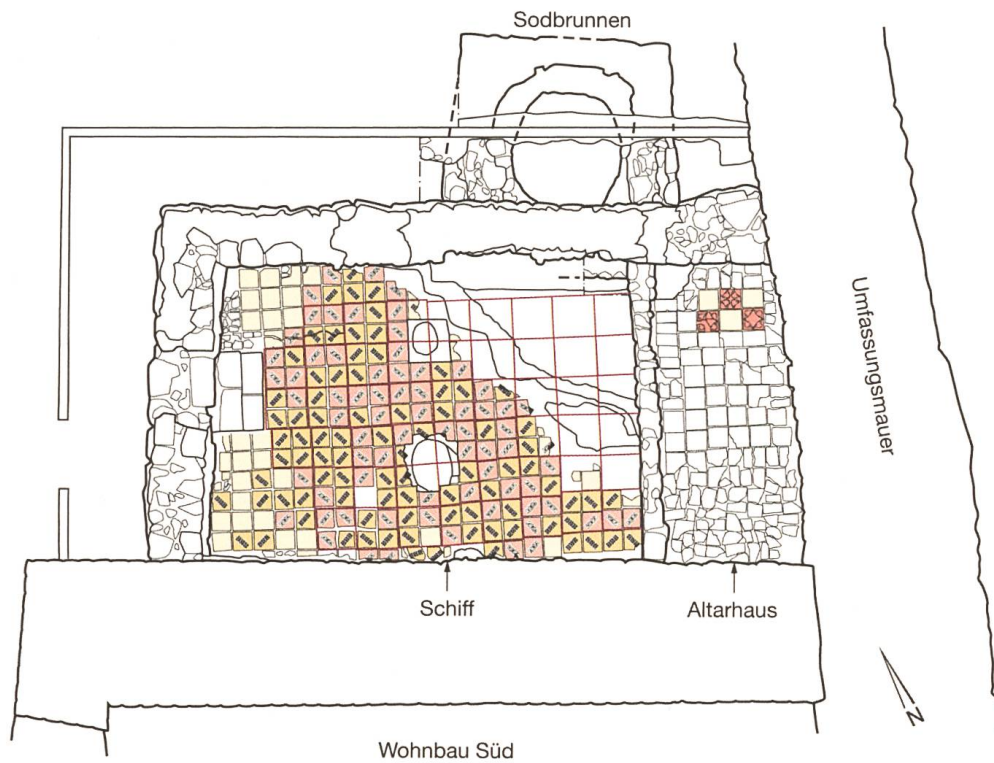 Sodbrunnen
Umfassungsmauer
Schiff
Altarhaus
N
Wohnbau Süd